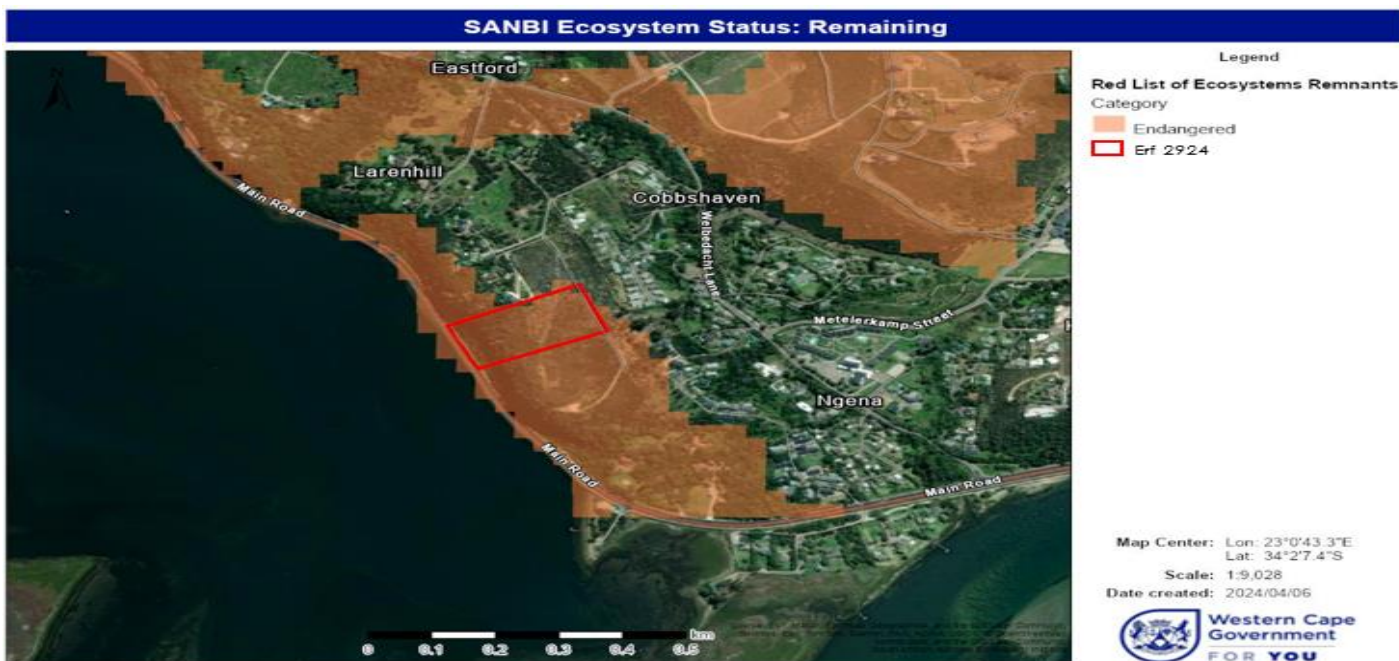 SANBI Ecosystem Status: Remaining
Legend
Red List of Ecosystems Remnants
Category
Endangered
Erf 2924
N
Eastford
Larenhill
Cobbshaven
Main Road
Welbedacht Lane
Metelerkamp Street
Ngena
Main Road
Main Road
km
0 0.1 0.2 0.3 0.4 0.5
Map Center: Lon: 23°0'43.3"E
Lat: 34°2'7.4"S
Scale: 1:9,028
Date created: 2024/04/06
Western Cape
Government
FOR YOU